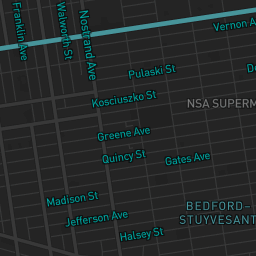 Franklin Ave
Walworth St
Nostrand Ave
Vernon A
Pulaski St
De
Kosciuszko St
NSA SUPERM
Greene Ave
Quincy St
Gates Ave
Madison St
Jefferson Ave
BEDFORD-
STUYVESANT
Halsey St